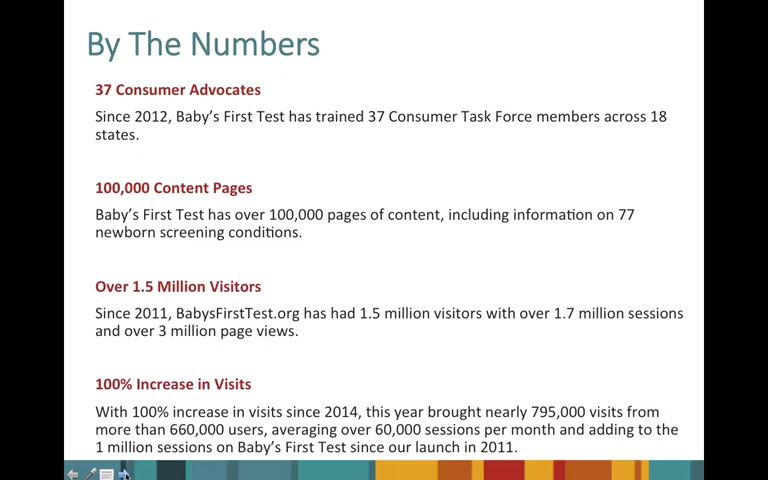 By The Numbers
37 Consumer Advocates
Since 2012, Baby's First Test has trained 37 Consumer Task Force members across 18
states.
100,000 Content Pages
Baby's First Test has over 100,000 pages of content, including information on 77
newborn screening conditions.
Over 1.5 Million Visitors
Since 2011, BabysFirstTest.org has had 1.5 million visitors with over 1.7 million sessions
and over 3 million page views.
100% Increase in Visits
With 100% increase in visits since 2014, this year brought nearly 795,000 visits from
more than 660,000 users, averaging over 60,000 sessions per month and adding to the
1 million sessions on Baby's First Test since our launch in 2011.